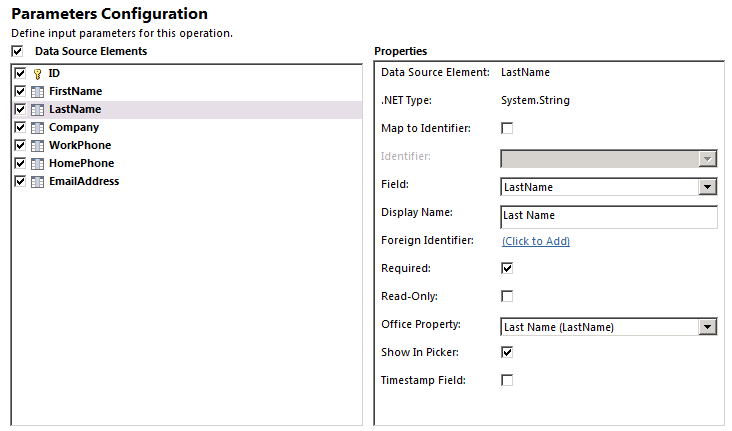 Parameters Configuration
Define input parameters for this operation.
Data Source Elements
ID
FirstName
LastName
Company
WorkPhone
HomePhone
EmailAddress
Properties
Data Source Element: LastName
.NET Type: System.String
Map to Identifier:
Identifier:
Field: LastName
Display Name: Last Name
Foreign Identifier: (Click to Add)
Required:
Read-Only:
Office Property: Last Name (LastName)
Show In Picker:
Timestamp Field: